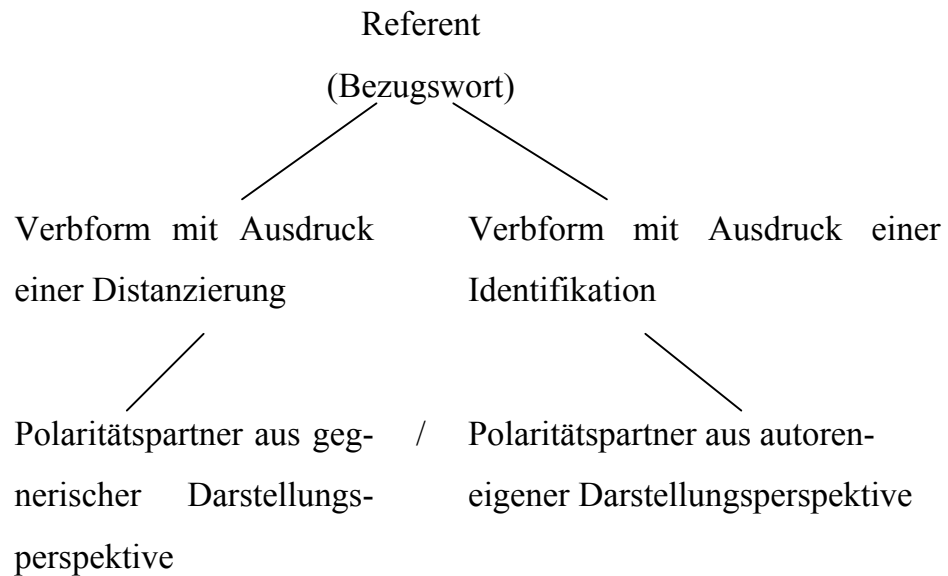 Referent
(Bezugswort)
Verbform mit Ausdruck
einer Distanzierung
Verbform mit Ausdruck einer
Identifikation
Polaritätspartner aus geg-
nerischer Darstellungs-
perspektive
/
Polaritätspartner aus autoren-
eigener Darstellungsperspektive